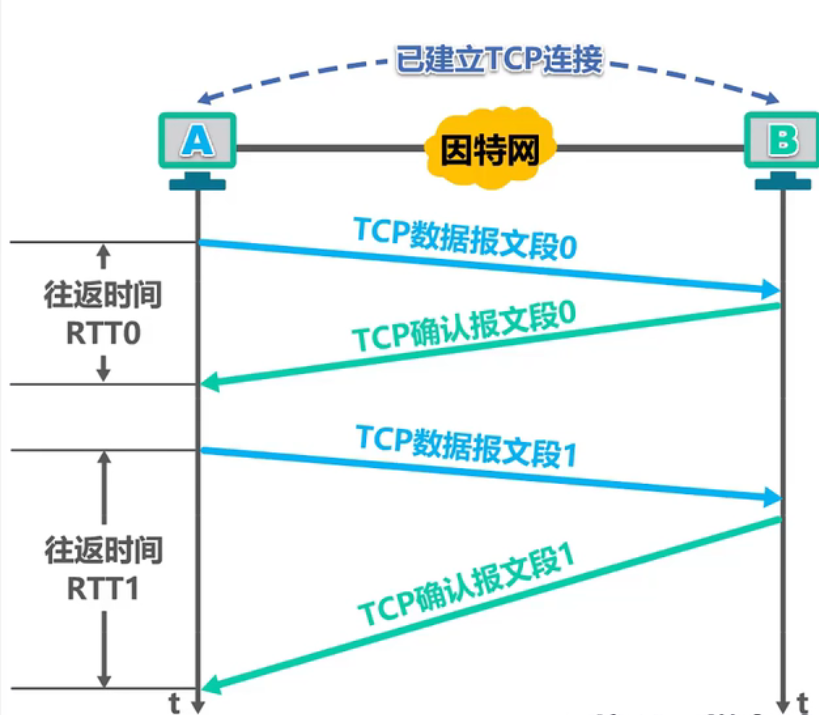 已建立TCP连接
A
因特网
B
TCP数据报文段0
往返时间
RTT0
TCP确认报文段0
TCP数据报文段1
往返时间
RTT1
TCP确认报文段1
t
t